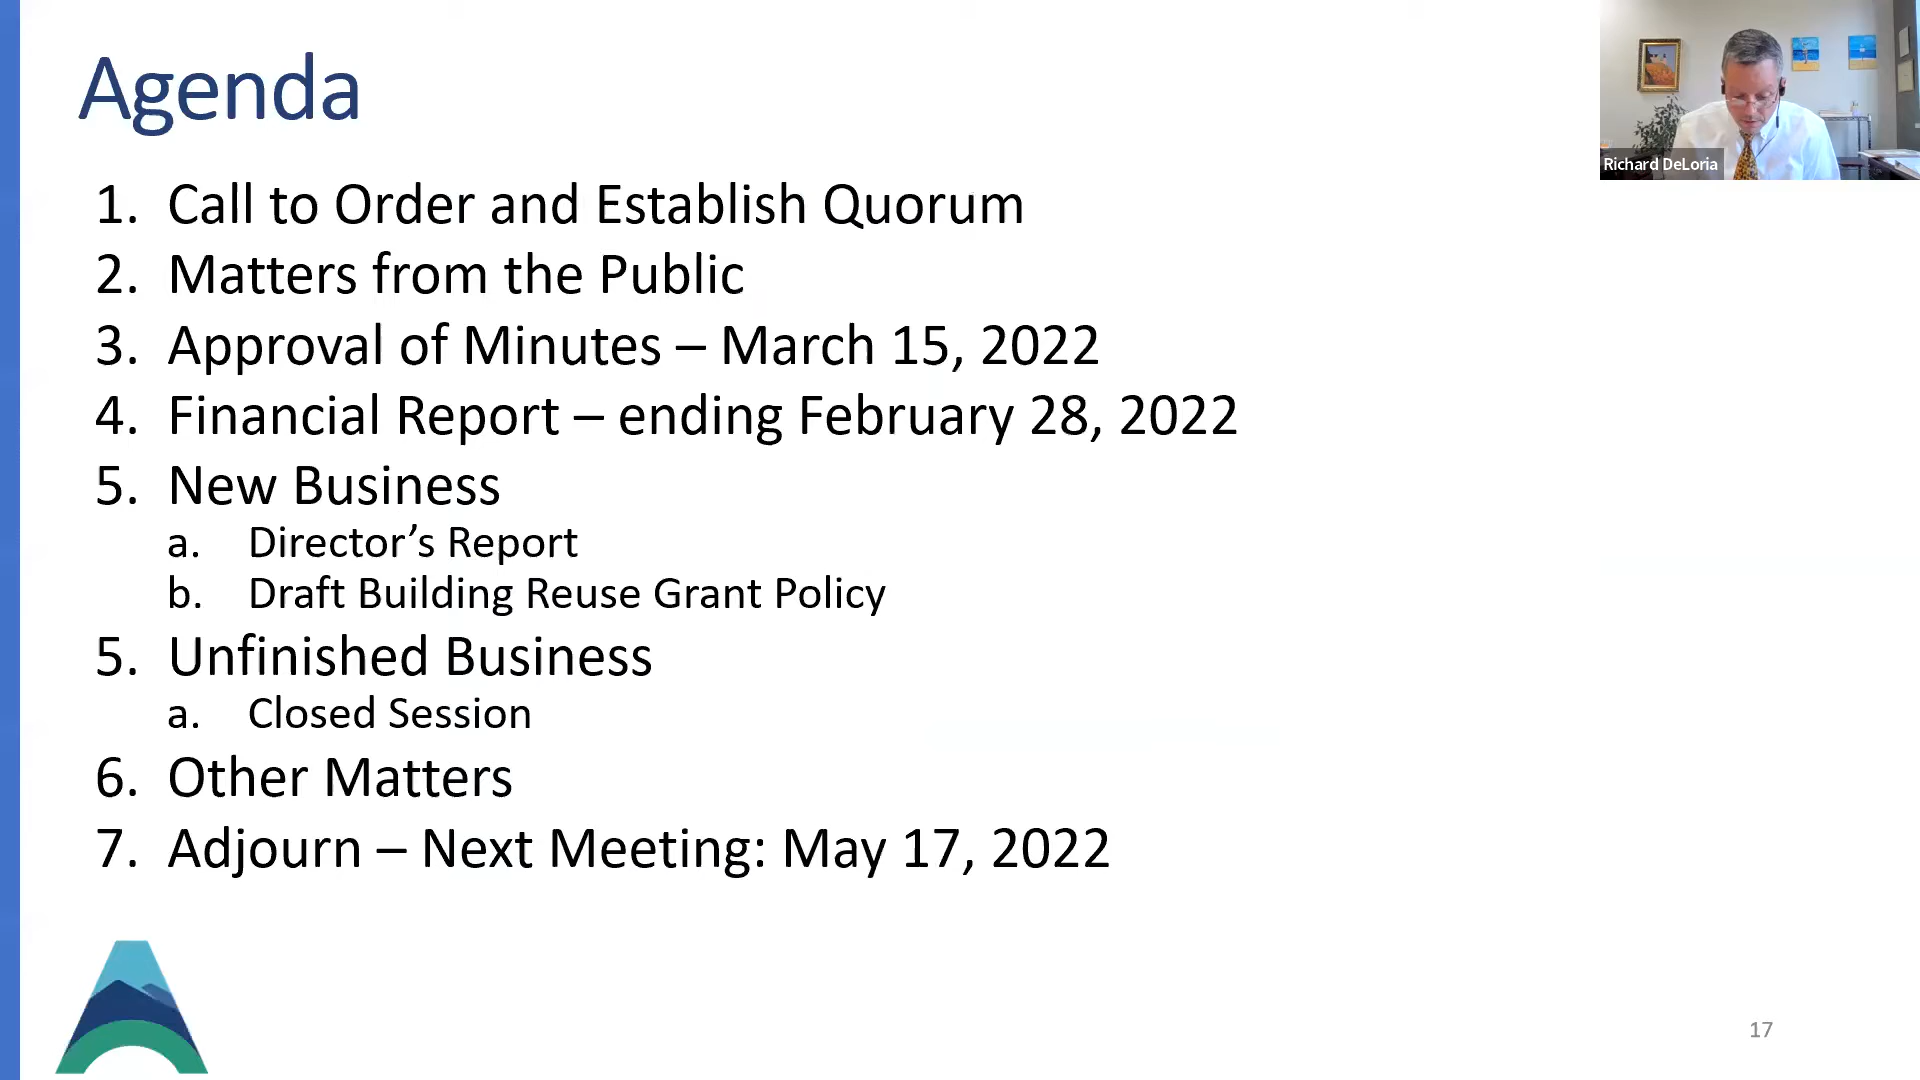 Agenda
Richard DeLoria
1. Call to Order and Establish Quorum
2. Matters from the Public
3. Approval of Minutes – March 15, 2022
4. Financial Report – ending February 28, 2022
5. New Business
a. Director’s Report
b. Draft Building Reuse Grant Policy
5. Unfinished Business
a. Closed Session
6. Other Matters
7. Adjourn – Next Meeting: May 17, 2022
17